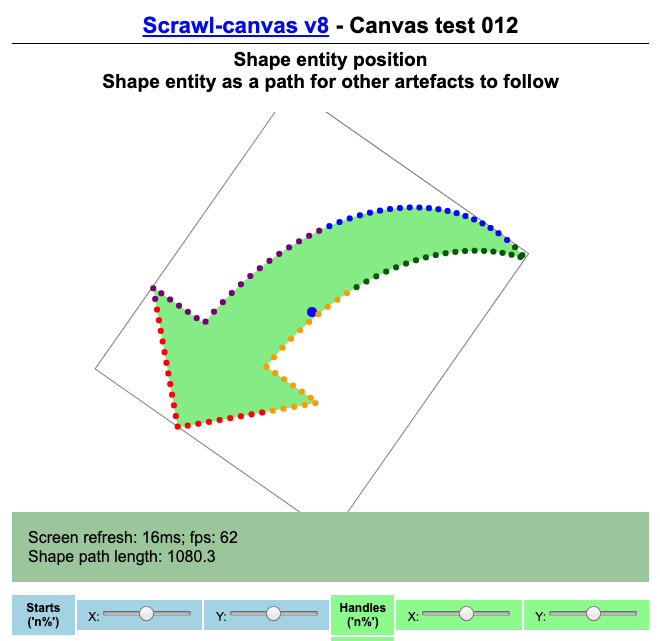 Scrawl-canvas v8 - Canvas test 012
Shape entity position
Shape entity as a path for other artefacts to follow
Screen refresh: 16ms; fps: 62
Shape path length: 1080.3
Starts
('n%')
X:
Y:
Handles
('n%')
X:
Y: